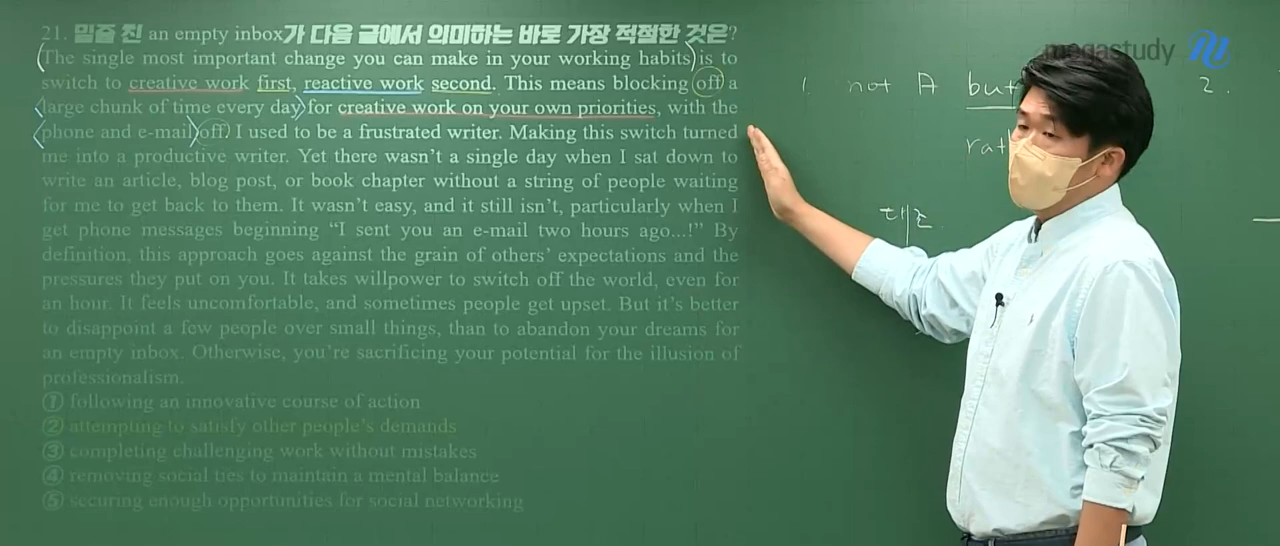 megastudy
21. 밑줄 친 an empty inbox가 다음 글에서 의미하는 바로 가장 적절한 것은?
The single most important change you can make in your working habits is to
switch to creative work first, reactive work second. This means blocking off a
large chunk of time every day for creative work on your own priorities, with the
phone and e-mail off. I used to be a frustrated writer. Making this switch turned
me into a productive writer. Yet there wasn't a single day when I sat down to
write an article, blog post, or book chapter without a string of people waiting
for me to get back to them. It wasn't easy, and it still isn't, particularly when I
get phone messages beginning “I sent you an e-mail two hours ago...!” By
definition, this approach goes against the grain of others' expectations and the
pressures they put on you. It takes willpower to switch off the world, even for
an hour. It feels uncomfortable, and sometimes people get upset. But it's better
to disappoint a few people over small things, than to abandon your dreams for
an empty inbox. Otherwise, you're sacrificing your potential for the illusion of
professionalism.
① following an innovative course of action
② attempting to satisfy other people's demands
③ completing challenging work without mistakes
④ removing social ties to maintain a mental balance
⑤ securing enough opportunities for social networking
1. not A but
대조
2.